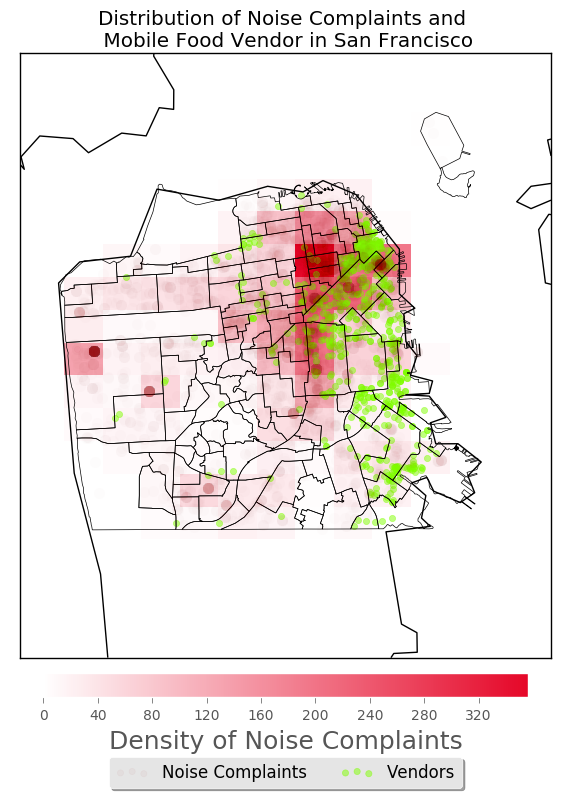 Distribution of Noise Complaints and
Mobile Food Vendor in San Francisco
0 40 80 120 160 200 240 280 320
Density of Noise Complaints
Noise Complaints Vendors